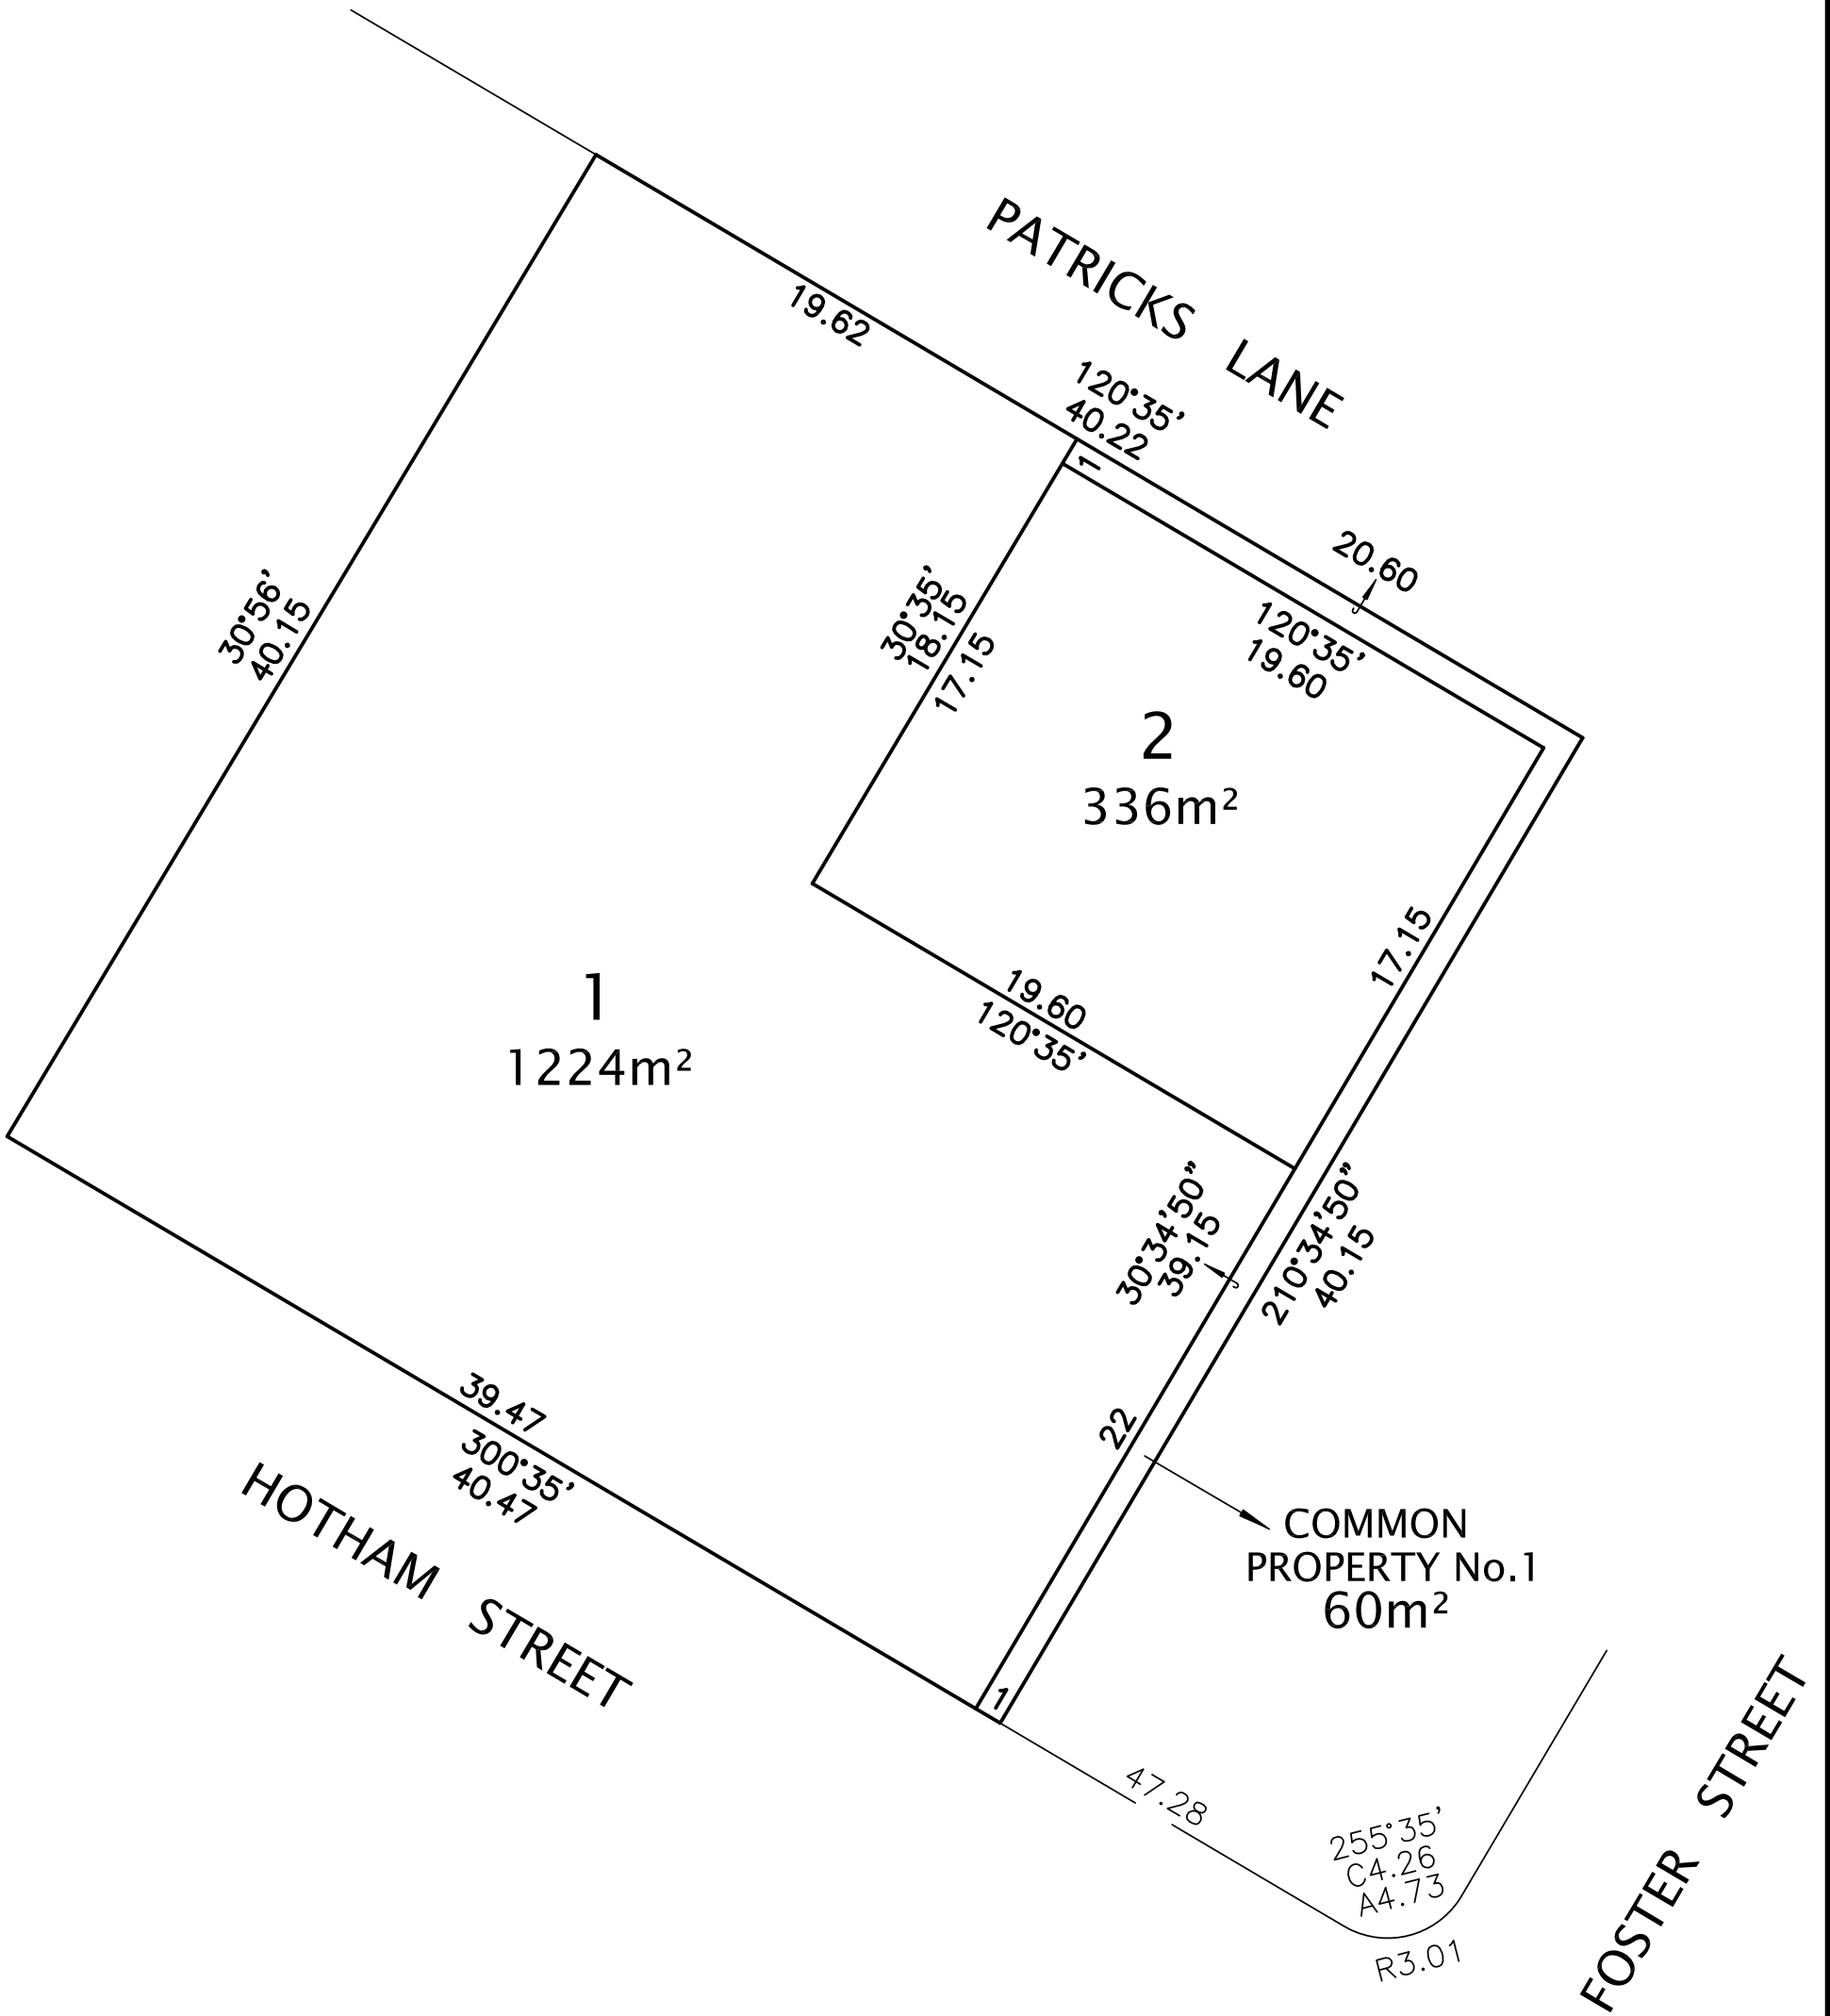 PATRICKS LANE
19.62
120°35'
40.22
1
20.60
120°35'
19.60
30°56'
40.15
30°35'
18.15
17.15
2
336m²
17.15
19.60
120°35'
1
1224m²
30°34'50"
39.15
210°34'50"
40.15
39.47
300°35'
40.47
22
HOTHAM STREET
COMMON
PROPERTY No.1
60m²
1
47.28
255°35'
C4.26
A4.73
R3.01
FOSTER STREET